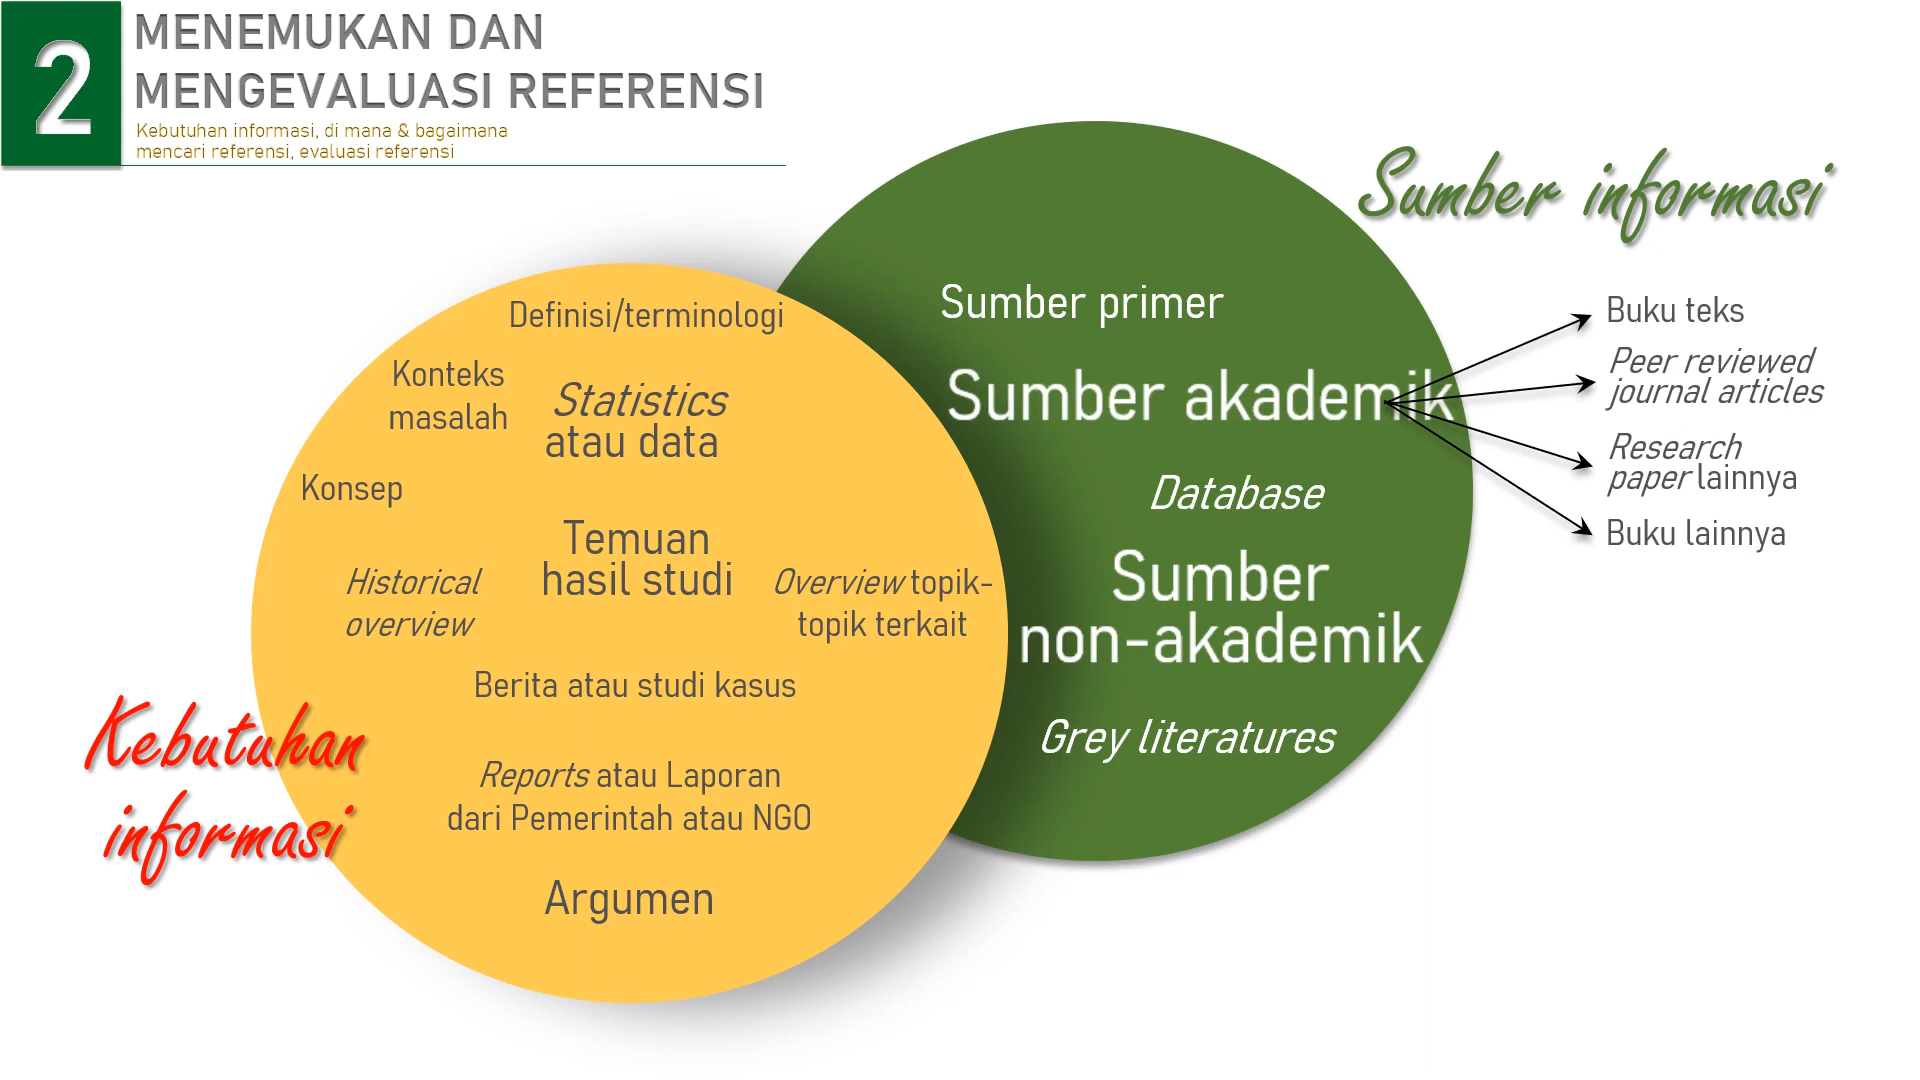 2
MENEMUKAN DAN
MENGEVALUASI REFERENSI
Kebutuhan informasi, di mana & bagaimana
mencari referensi, evaluasi referensi
Kebutuhan
informasi
Definisi/terminologi
Konteks
masalah
Statistics
atau data
Konsep
Temuan
hasil studi
Historical
overview
Overview topik-
topik terkait
Berita atau studi kasus
Reports atau Laporan
dari Pemerintah atau NGO
Argumen
Sumber informasi
Sumber primer
Sumber akademik
Database
Sumber
non-akademik
Grey literatures
Buku teks
Peer reviewed
journal articles
Research
paper lainnya
Buku lainnya